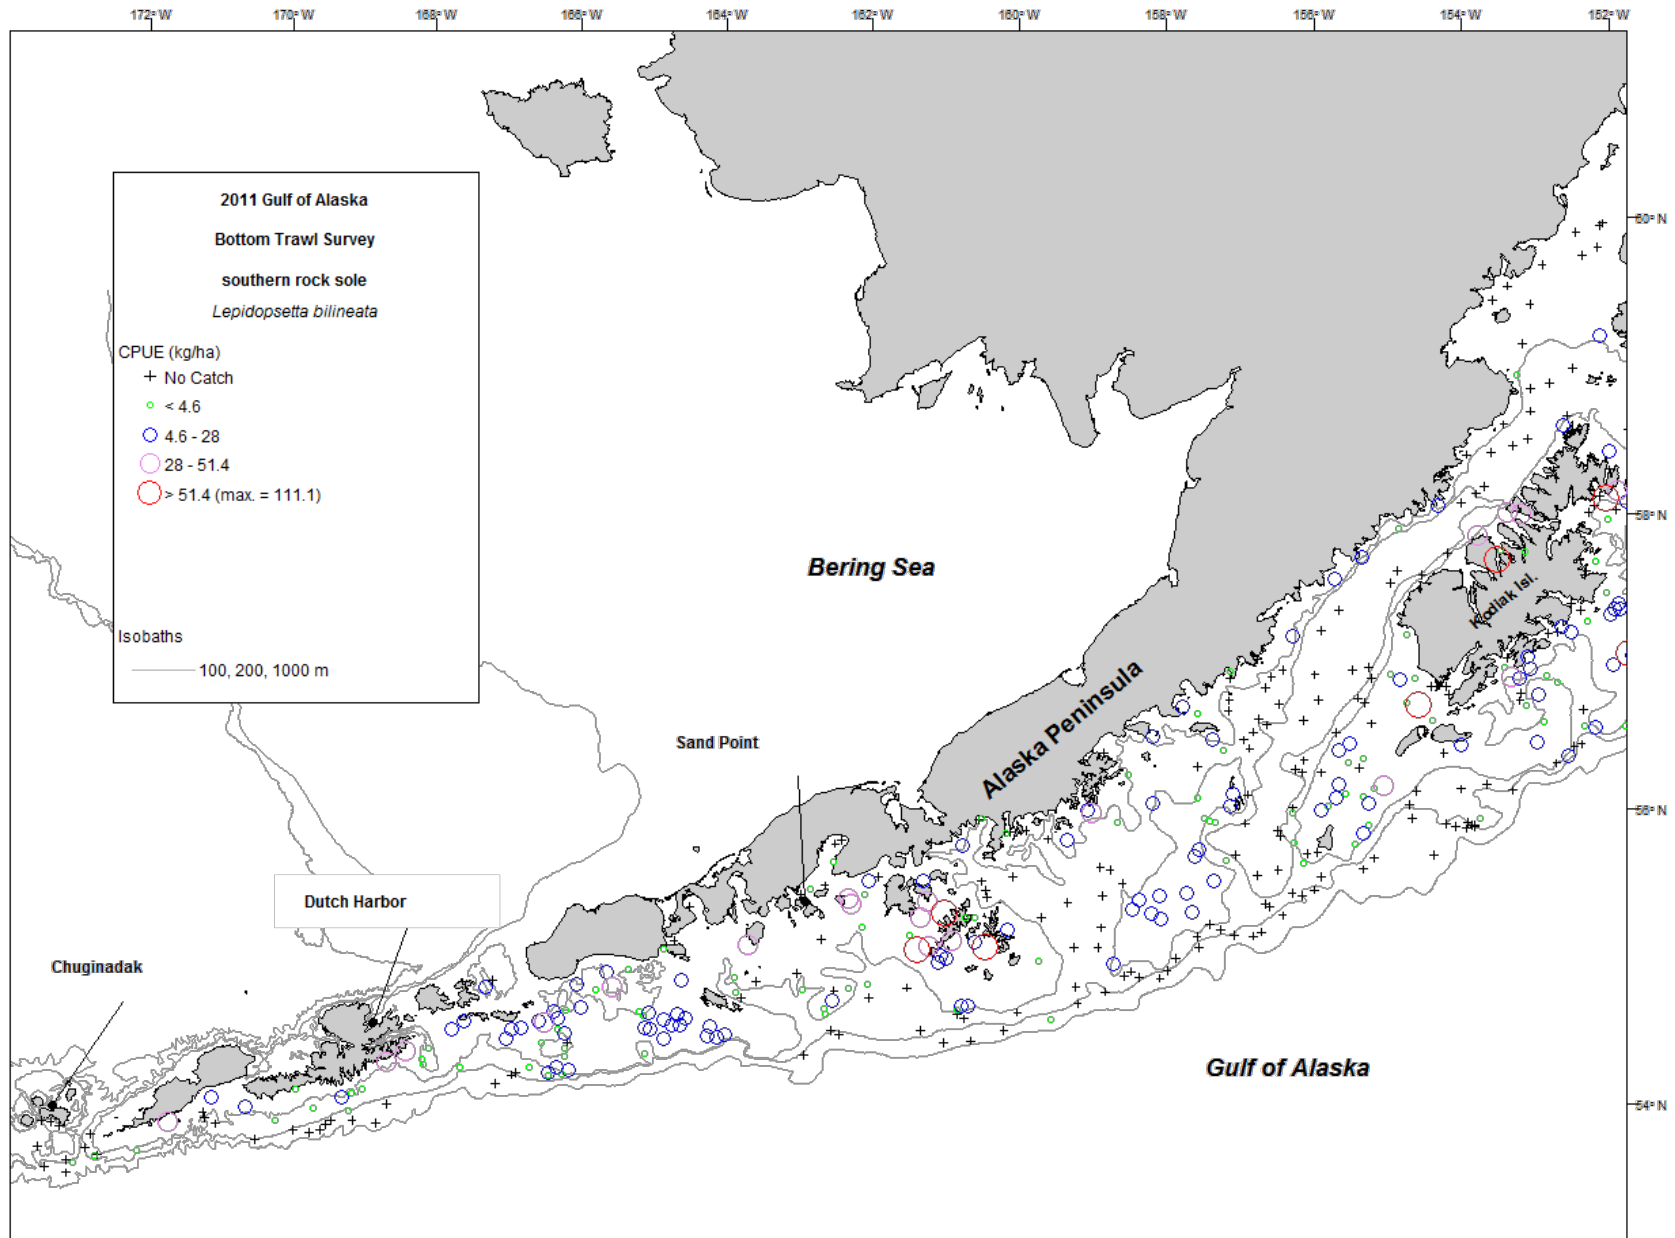 172° W 170° W 168° W 166° W 164° W 162° W 160° W 158° W 156° W 154° W 152° W
2011 Gulf of Alaska
Bottom Trawl Survey
southern rock sole
Lepidopsetta bilineata
CPUE (kg/ha)
No Catch
< 4.6
4.6 - 28
28 - 51.4
> 51.4 (max. = 111.1)
Isobaths
100, 200, 1000 m
60° N
58° N
Bering Sea
Kodiak Isl.
Alaska Peninsula
Sand Point
56° N
Dutch Harbor
Chuginadak
Gulf of Alaska
54° N